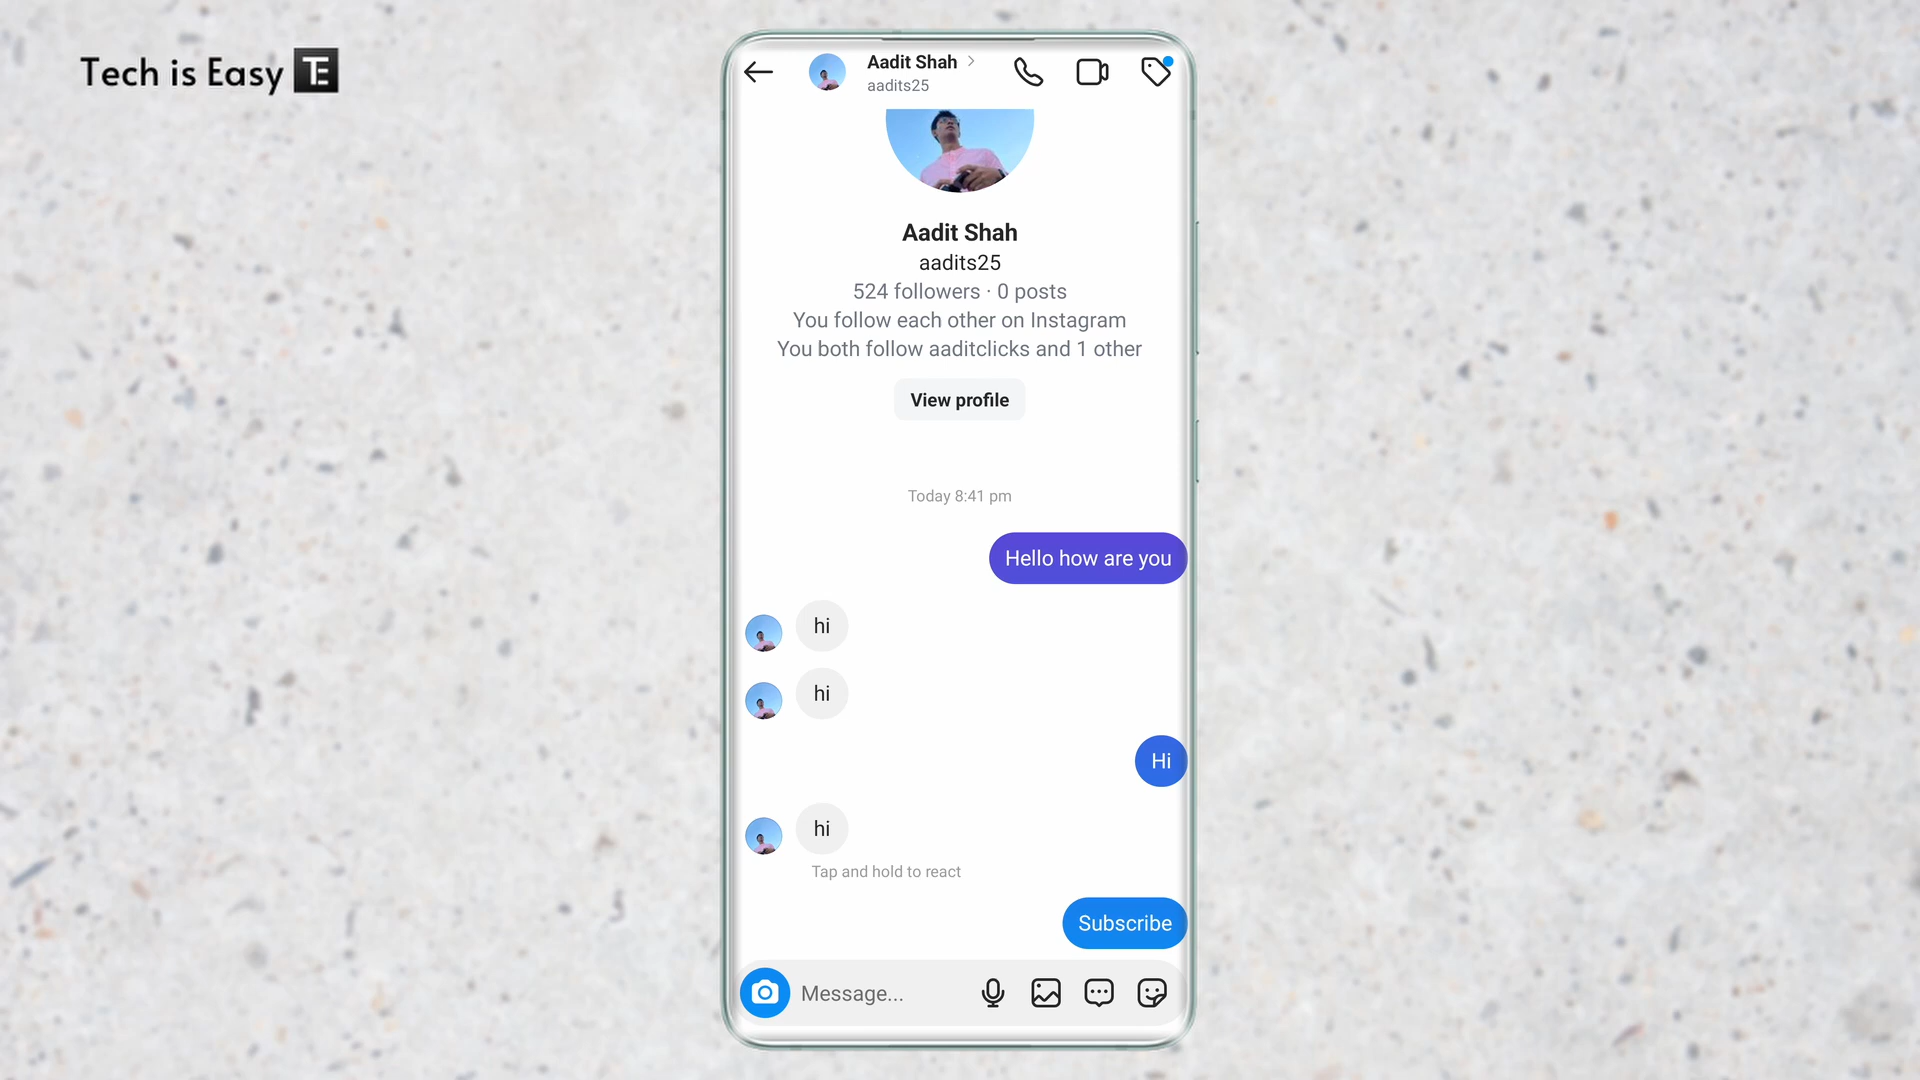 Tech is Easy TE
Aadit Shah
aadits25
Aadit Shah
aadits25
524 followers · 0 posts
You follow each other on Instagram
You both follow aaditclicks and 1 other
View profile
Today 8:41 pm
Hello how are you
hi
hi
Hi
hi
Tap and hold to react
Subscribe
Message...